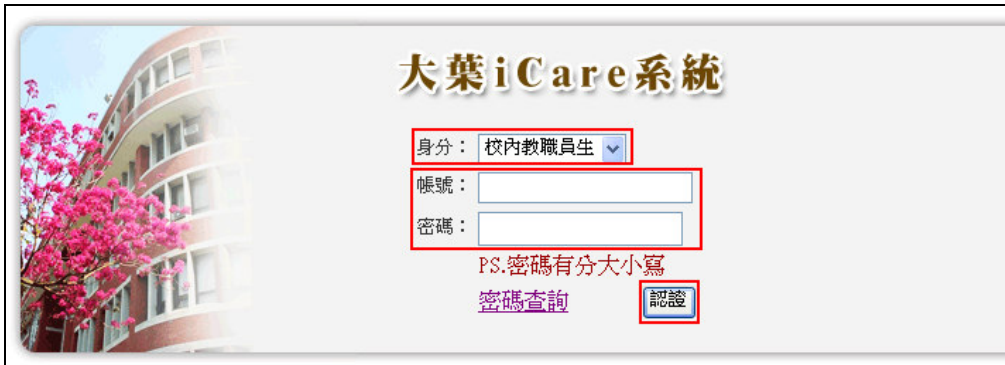 大葉iCare系統
身分： 校內教職員生
帳號：
密碼：
PS.密碼有分大小寫
密碼查詢 認證